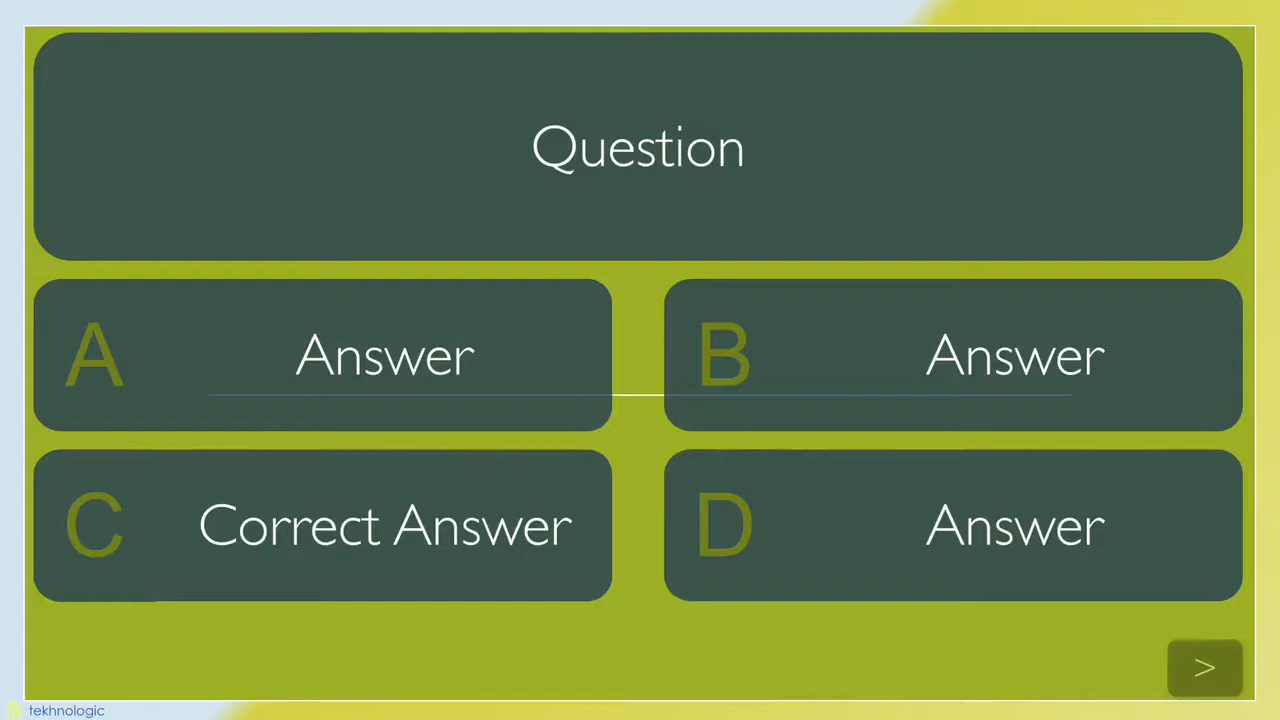 Question
A Answer
B Answer
C Correct Answer
D Answer
>
tekhnologic